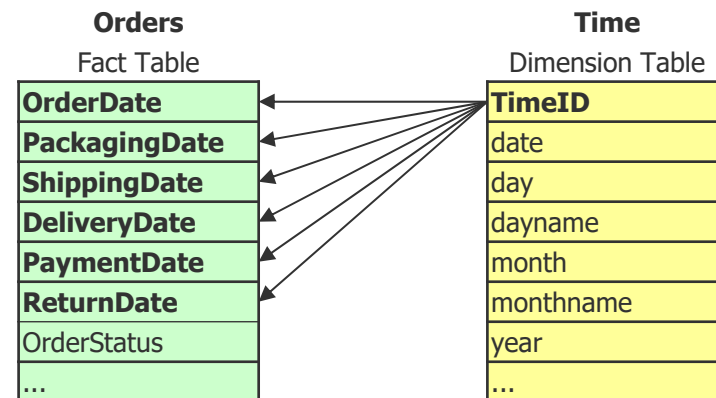 Orders
Fact Table
OrderDate
PackagingDate
ShippingDate
DeliveryDate
PaymentDate
ReturnDate
OrderStatus
...
Time
Dimension Table
TimeID
date
day
dayname
month
monthname
year
...